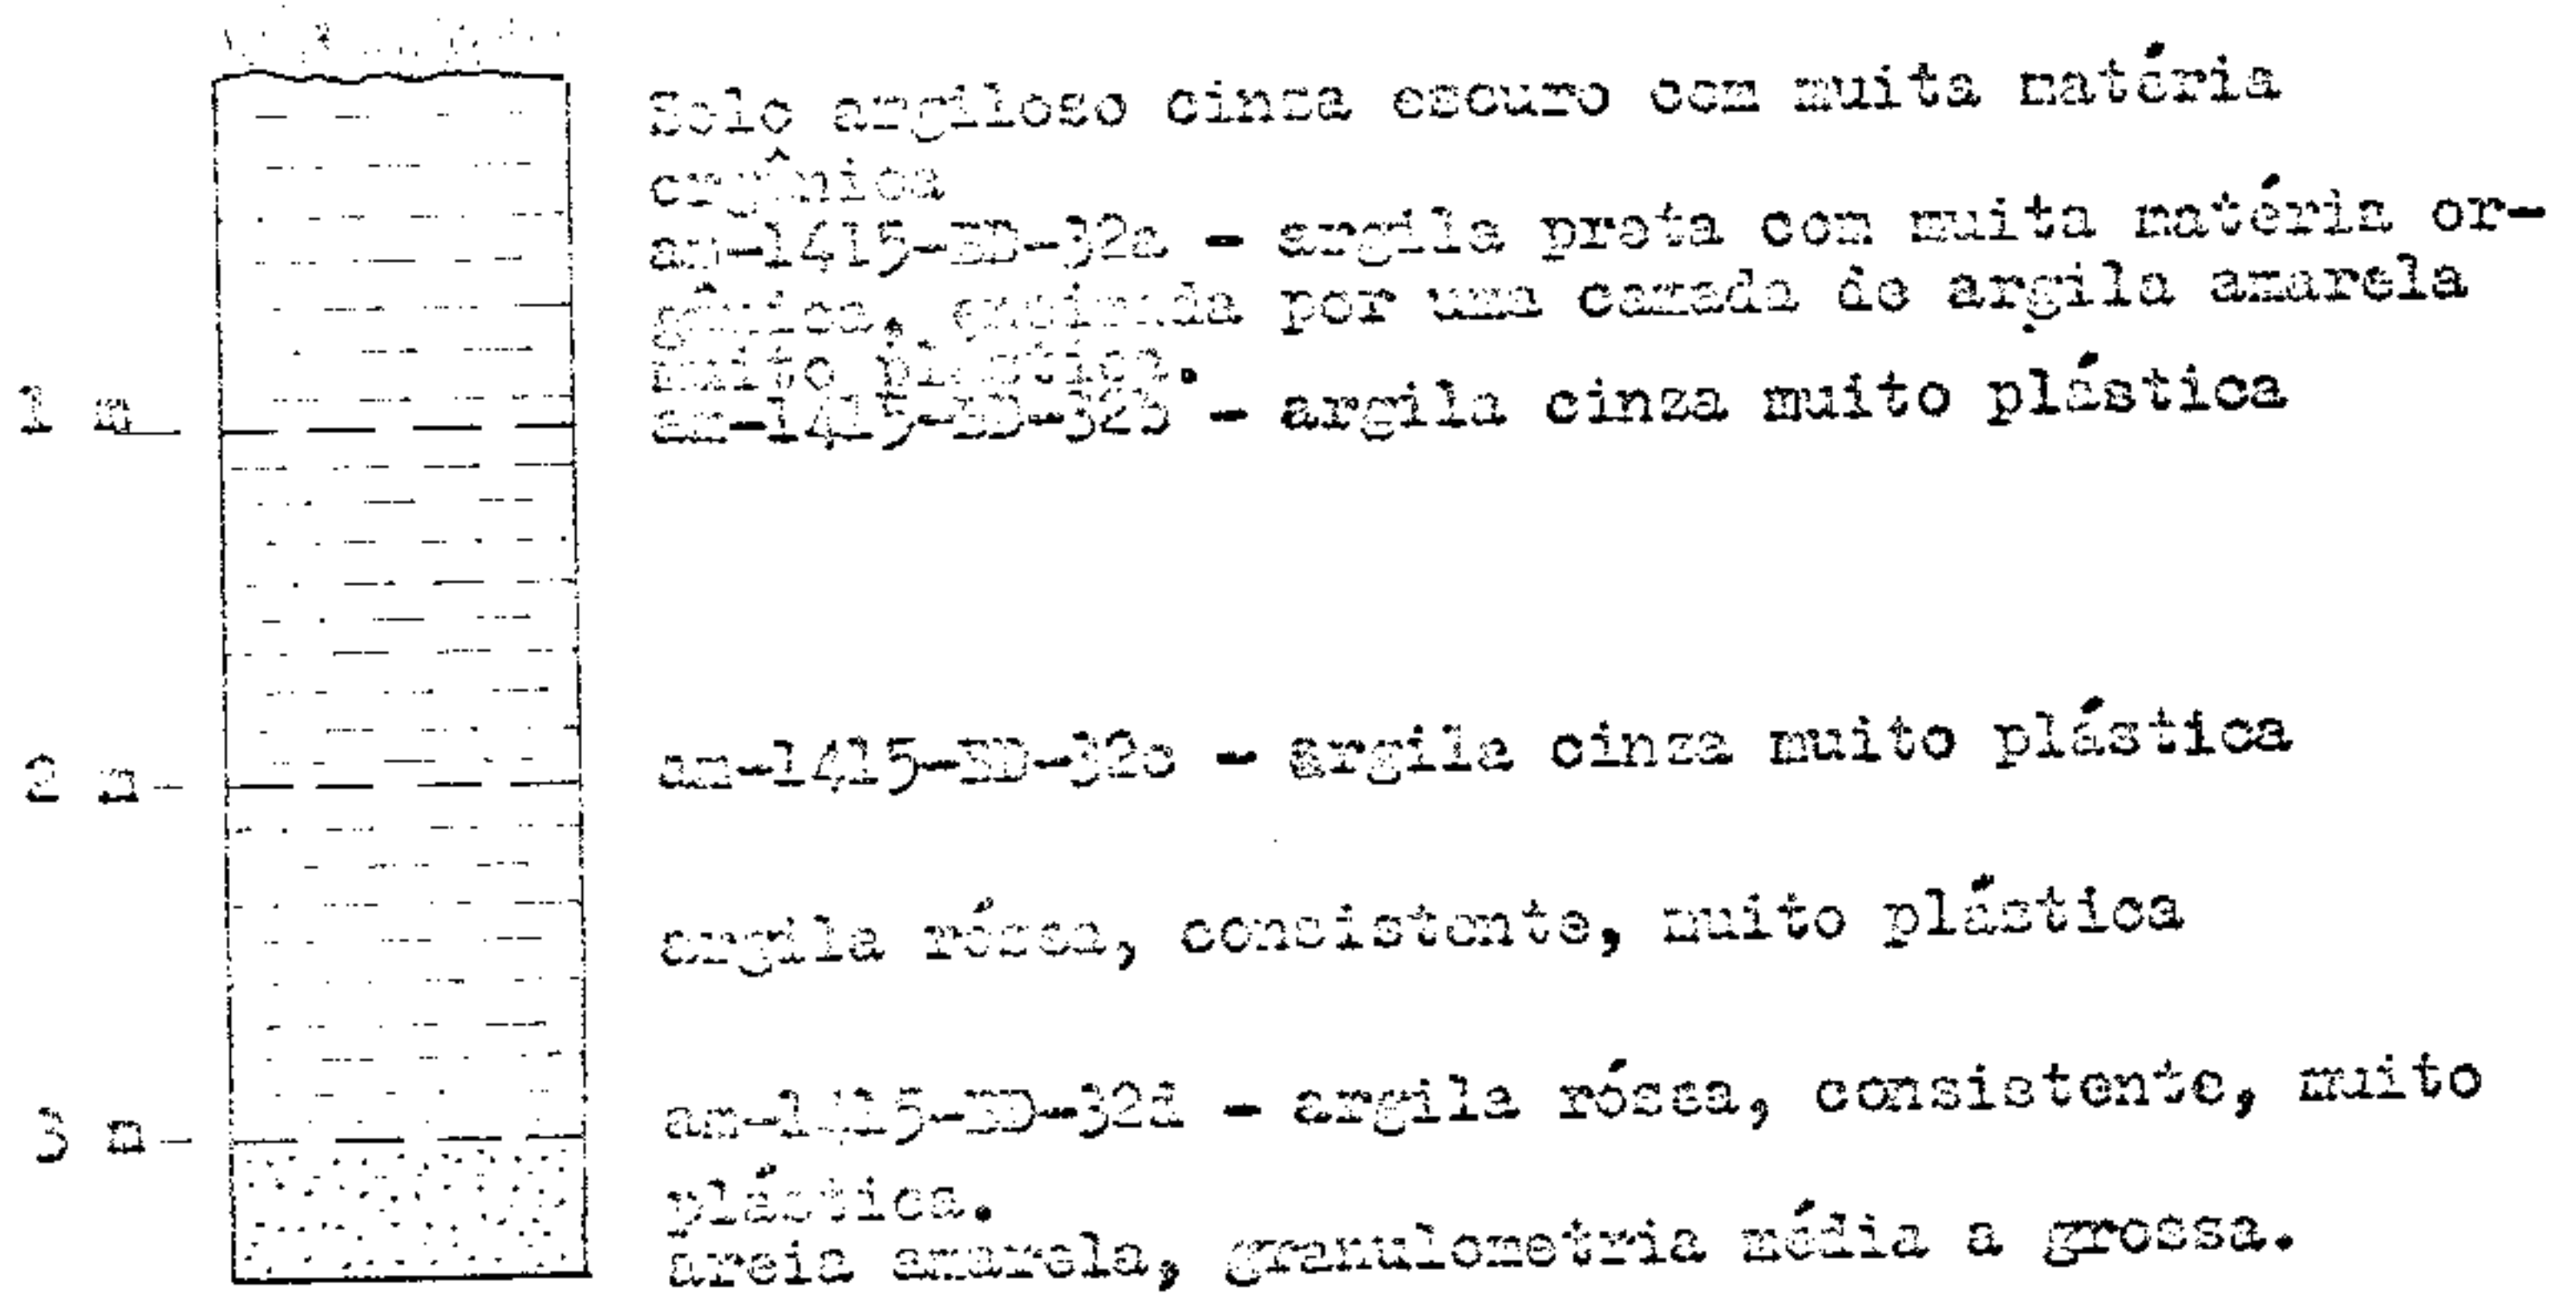 Solo argiloso cinza escuro com muita matéria
orgânica
am-1415-ED-32a - argila preta com muita matéria or-
gânica, encimada por uma camada de argila amarela
muito plástica.
1 m
am-1415-ED-32b - argila cinza muito plástica
2 m
am-1415-ED-32c - argila cinza muito plástica
argila róssa, consistente, muito plástica
3 m
am-1415-ED-32d - argila róssa, consistente, muito
plástica.
areia amarela, granulometria média a grossa.